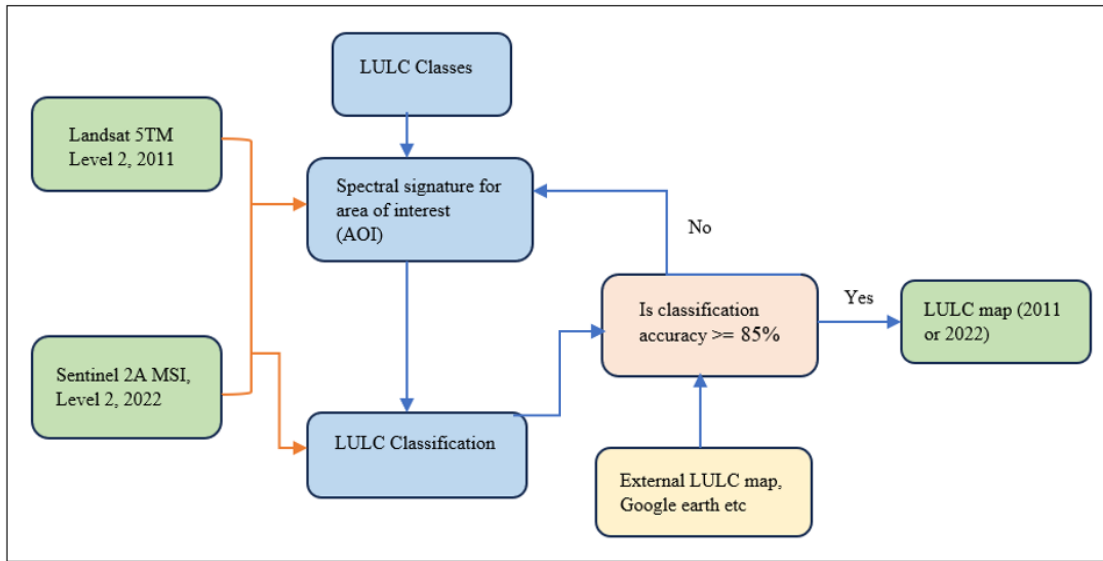 LULC Classes
Landsat 5TM
Level 2, 2011
Spectral signature for
area of interest
(AOI)
No
Is classification
accuracy >= 85%
Yes
LULC map (2011
or 2022)
Sentinel 2A MSI,
Level 2, 2022
LULC Classification
External LULC map,
Google earth etc